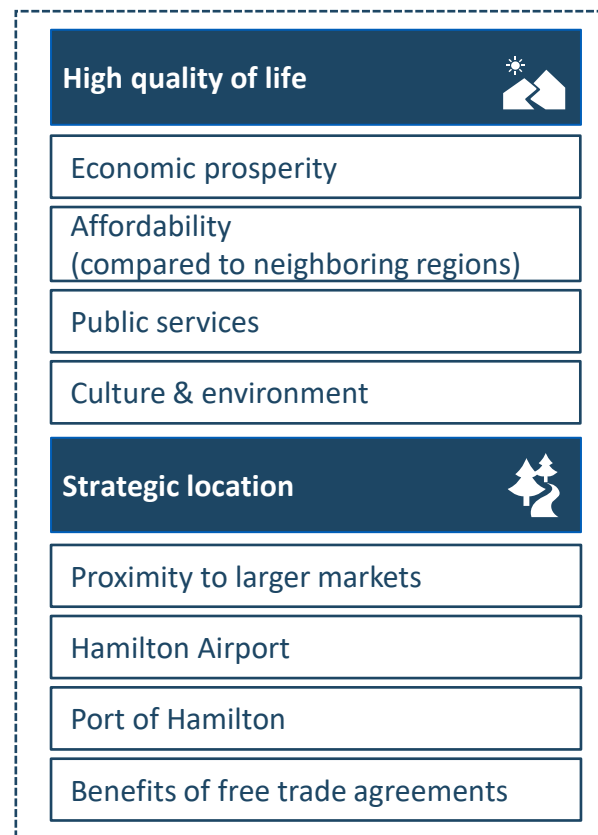 High quality of life
Economic prosperity
Affordability
(compared to neighboring regions)
Public services
Culture & environment
Strategic location
Proximity to larger markets
Hamilton Airport
Port of Hamilton
Benefits of free trade agreements